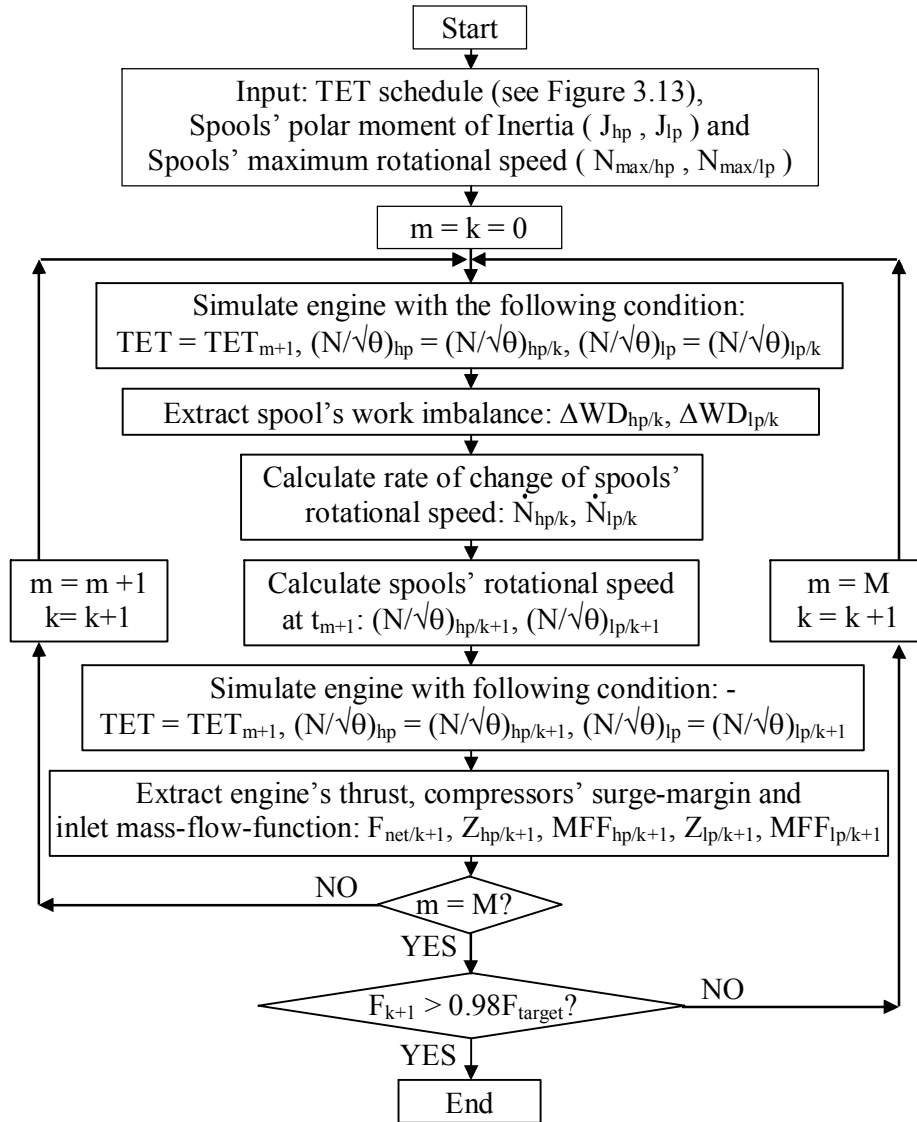 Start
Input: TET schedule (see Figure 3.13),
Spools' polar moment of Inertia ( J_hp , J_lp ) and
Spools' maximum rotational speed ( N_max/hp , N_max/lp )
m = k = 0
Simulate engine with the following condition:
TET = TET_m+1, (N/√θ)_hp = (N/√θ)_hp/k, (N/√θ)_lp = (N/√θ)_lp/k
Extract spool's work imbalance: ΔWD_hp/k, ΔWD_lp/k
Calculate rate of change of spools'
rotational speed: Ṅ_hp/k, Ṅ_lp/k
m = m +1
k= k+1
Calculate spools' rotational speed
at t_m+1: (N/√θ)_hp/k+1, (N/√θ)_lp/k+1
m = M
k = k +1
Simulate engine with following condition: -
TET = TET_m+1, (N/√θ)_hp = (N/√θ)_hp/k+1, (N/√θ)_lp = (N/√θ)_lp/k+1
Extract engine's thrust, compressors' surge-margin and
inlet mass-flow-function: F_net/k+1, Z_hp/k+1, MFF_hp/k+1, Z_lp/k+1, MFF_lp/k+1
NO
m = M?
YES
F_k+1 > 0.98F_target?
NO
YES
End